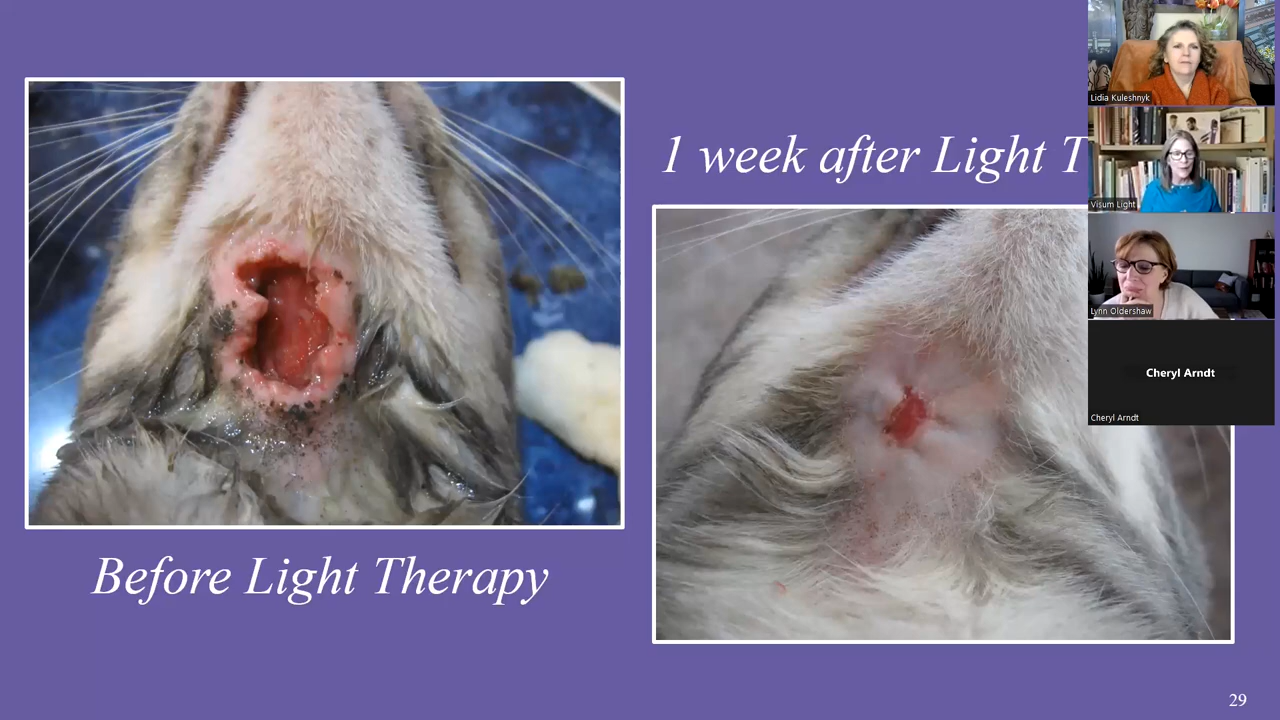 1 week after Light T
Before Light Therapy
29
Lidia Kuleshnyk
Visum Light
Lynn Oldershaw
Cheryl Arndt
Cheryl Arndt